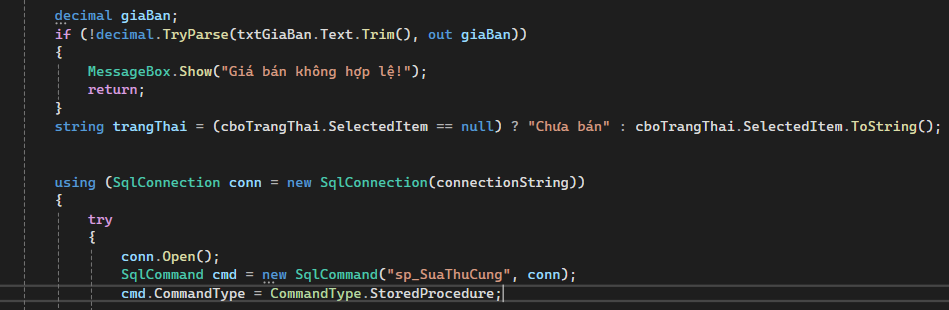 decimal giaBan;
if (!decimal.TryParse(txtGiaBan.Text.Trim(), out giaBan))
{
MessageBox.Show("Giá bán không hợp lệ!");
return;
}
string trangThai = (cboTrangThai.SelectedItem == null) ? "Chưa bán" : cboTrangThai.SelectedItem.ToString();
using (SqlConnection conn = new SqlConnection(connectionString))
{
try
{
conn.Open();
SqlCommand cmd = new SqlCommand("sp_SuaThuCung", conn);
cmd.CommandType = CommandType.StoredProcedure;